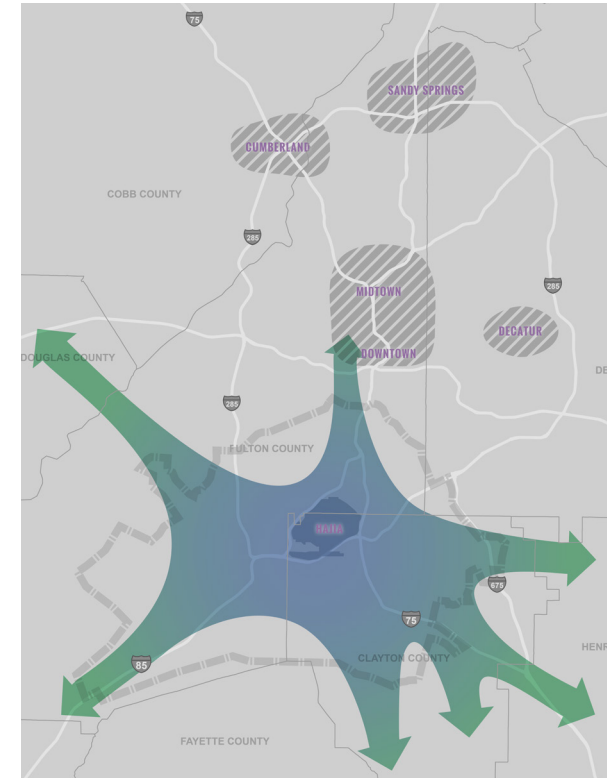 75
SANDY SPRINGS
CUMBERLAND
COBB COUNTY
285
285
MIDTOWN
DECATUR
DOWNTOWN
DOUGLAS COUNTY
DE
285
FULTON COUNTY
675
75
HENR
CLAYTON COUNTY
85
FAYETTE COUNTY